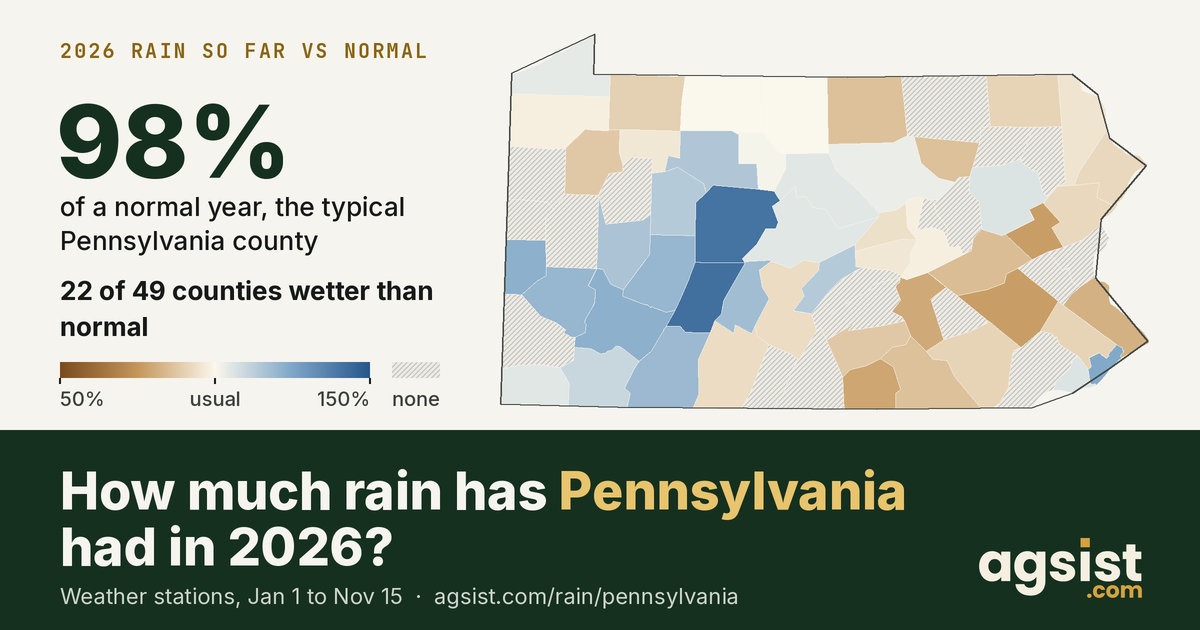 2026 RAIN SO FAR VS NORMAL
98%
of a normal year, the typical
Pennsylvania county
22 of 49 counties wetter than
normal
50% usual 150% none
How much rain has Pennsylvania
had in 2026?
Weather stations, Jan 1 to Nov 15 · agsist.com/rain/pennsylvania
agsist
.com